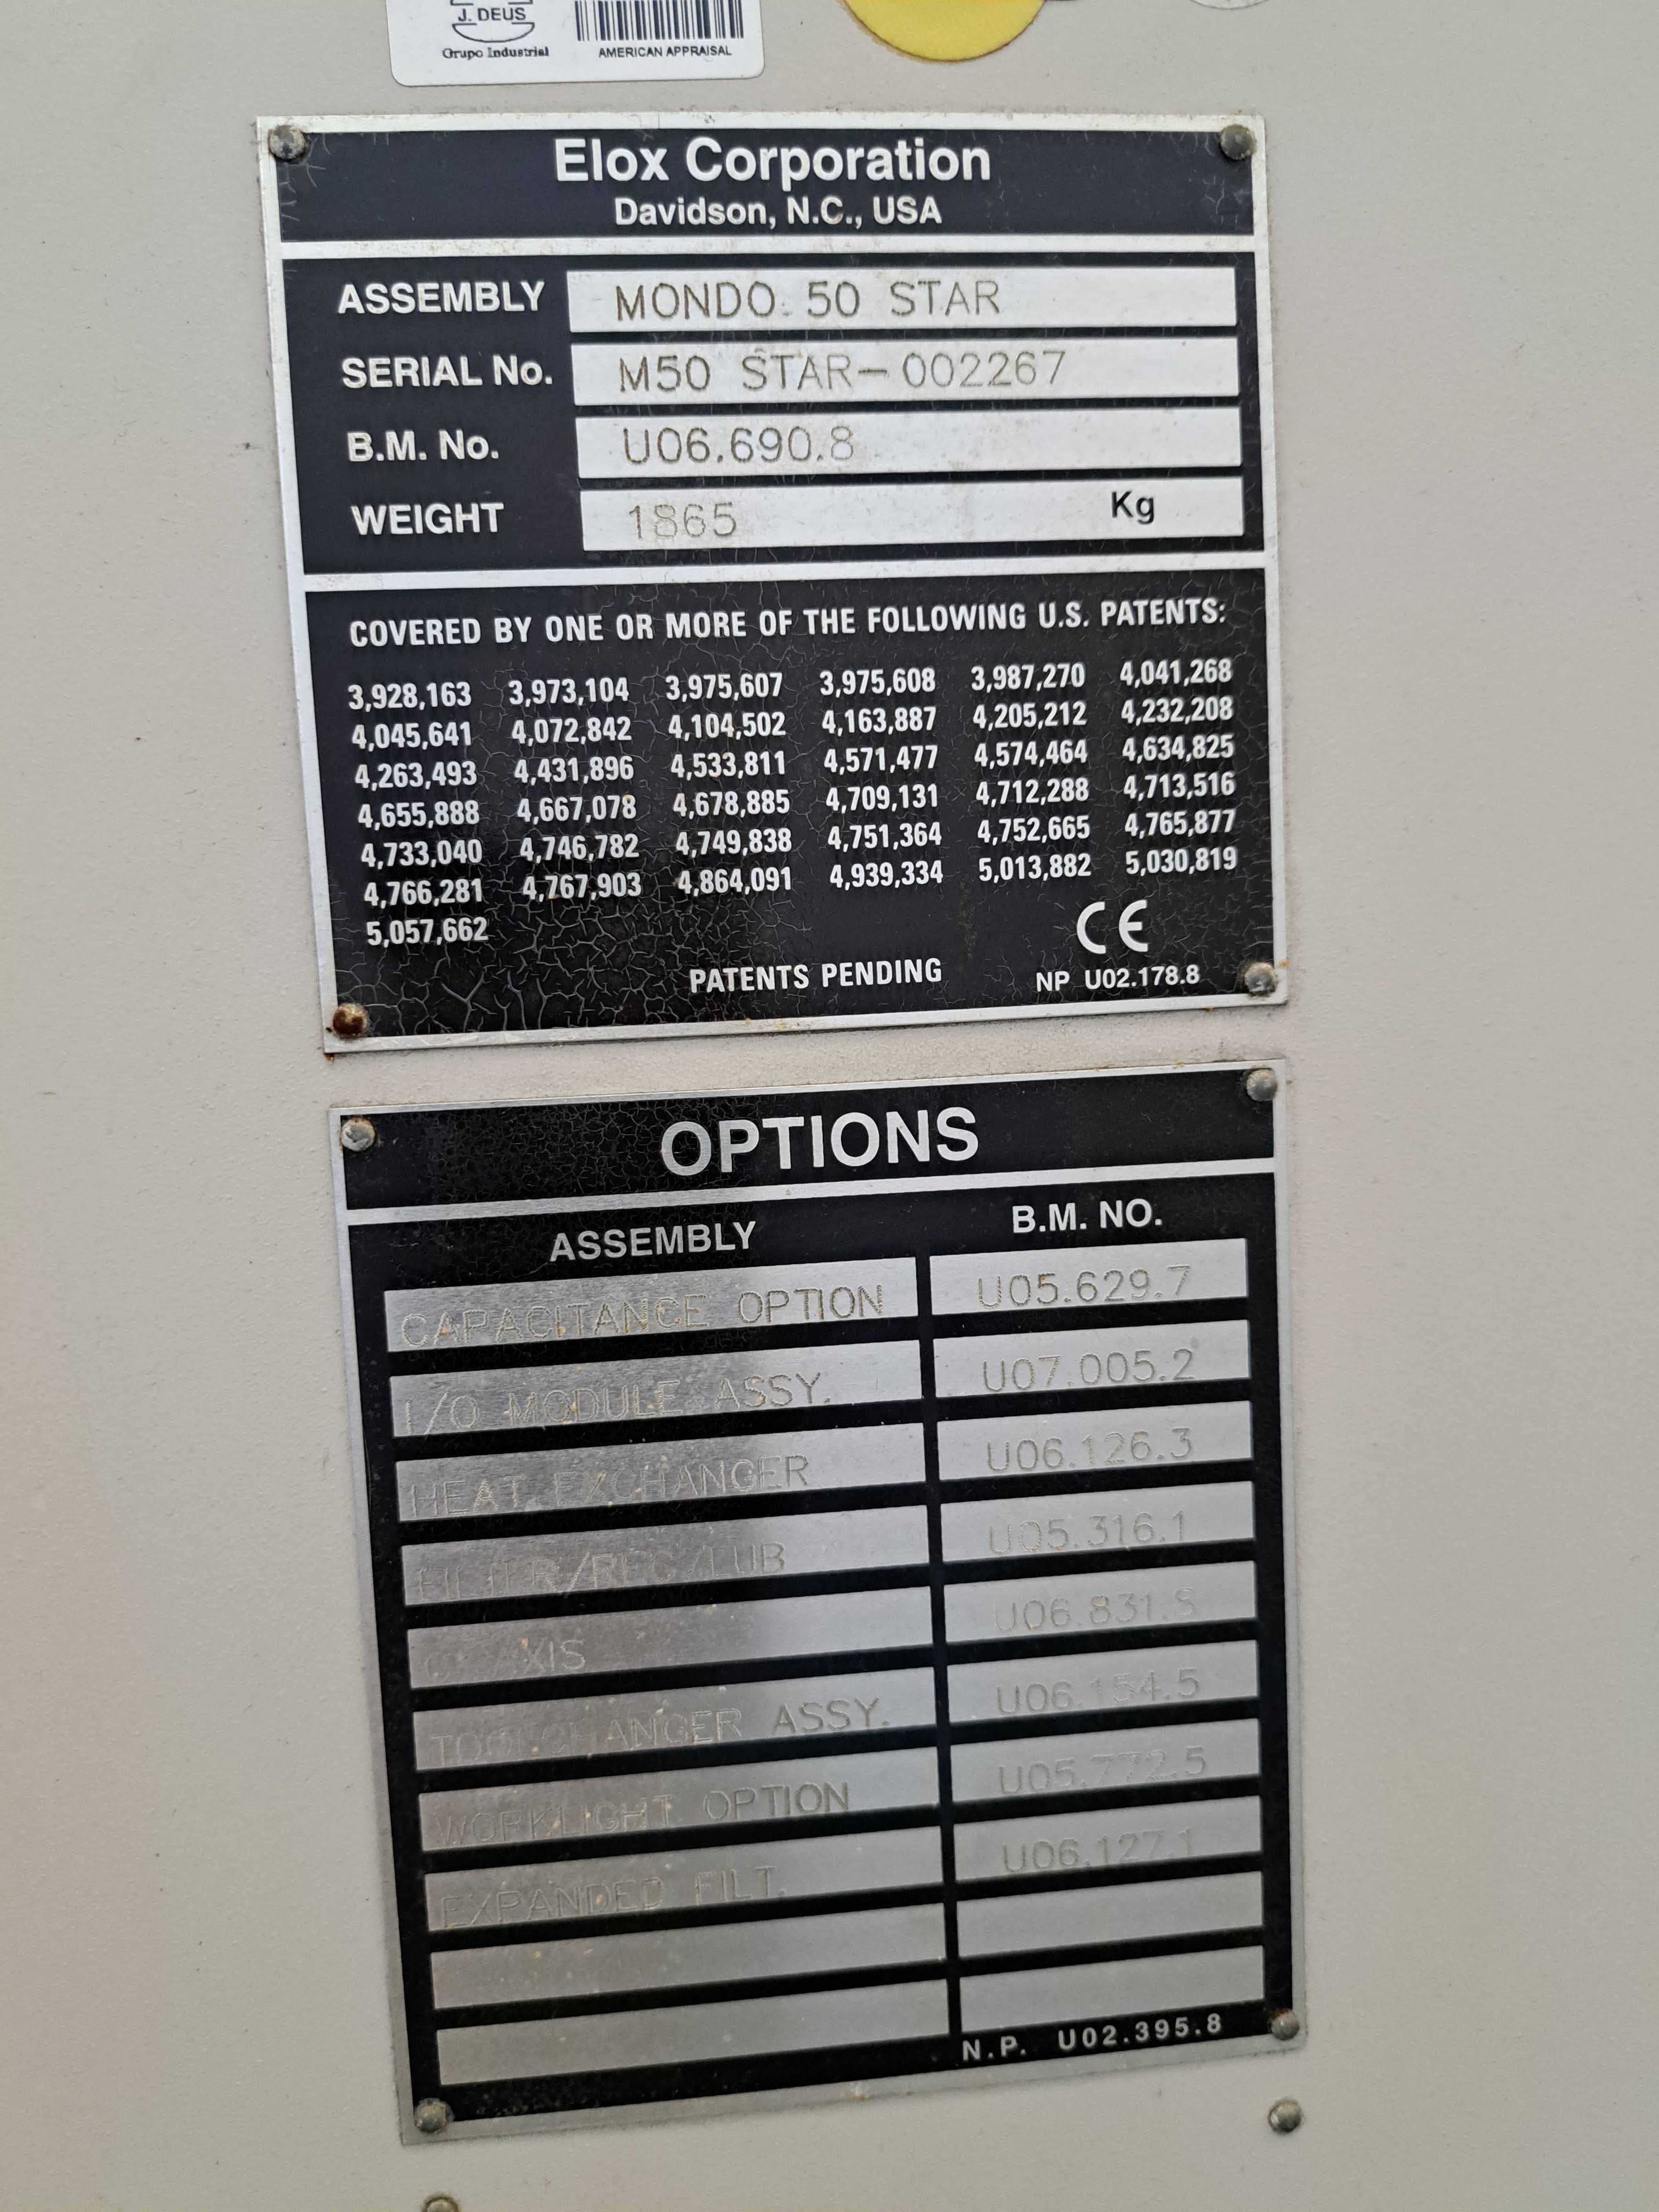 J. DEUS
Grupo Industrial
AMERICAN APPRAISAL
Elox Corporation
Davidson, N.C., USA
ASSEMBLY MONDO 50 STAR
SERIAL No. M50 STAR-002267
B.M. No. U06.690.8
WEIGHT 1865 Kg
COVERED BY ONE OR MORE OF THE FOLLOWING U.S. PATENTS:
3,928,163 3,973,104 3,975,607 3,975,608 3,987,270 4,041,268
4,045,641 4,072,842 4,104,502 4,163,887 4,205,212 4,232,208
4,263,493 4,431,896 4,533,811 4,571,477 4,574,464 4,634,825
4,655,888 4,667,078 4,678,885 4,709,131 4,712,288 4,713,516
4,733,040 4,746,782 4,749,838 4,751,364 4,752,665 4,765,877
4,766,281 4,767,903 4,864,091 4,939,334 5,013,882 5,030,819
5,057,662
CE
PATENTS PENDING NP U02.178.8
OPTIONS
ASSEMBLY B.M. NO.
CAPACITANCE OPTION U05.629.7
I/O MODULE ASSY. U07.005.2
HEAT EXCHANGER U06.126.3
FILTER/REG/LUB U05.316.1
AXIS U06.831.8
TOOLCHANGER ASSY. U06.154.5
WORKLIGHT OPTION U05.772.5
EXPANDED FILT. U06.127.1
N.P. U02.395.8